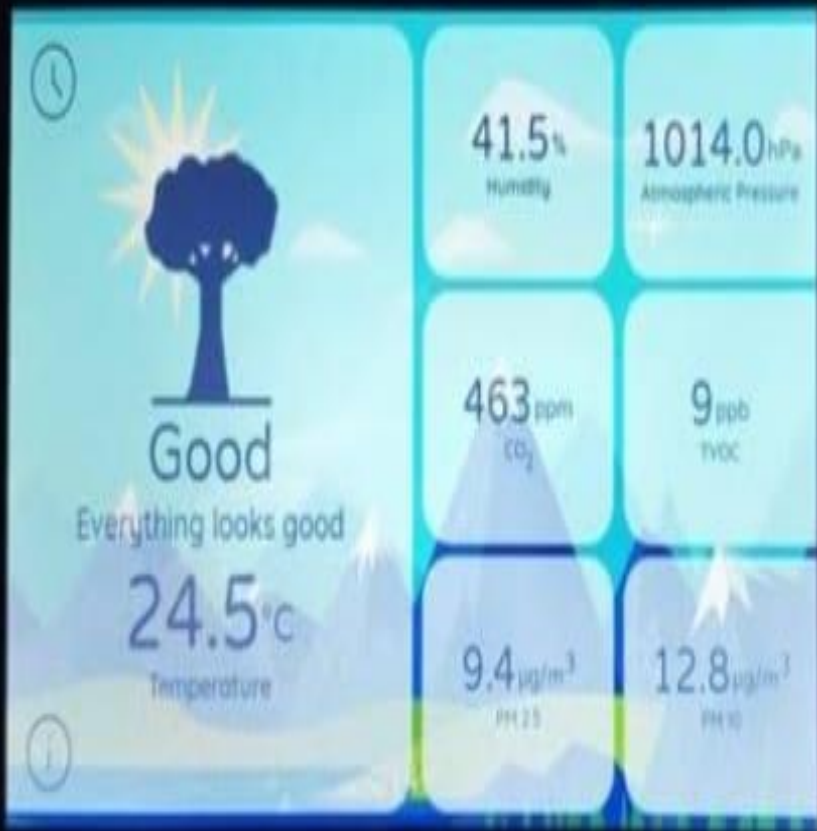 Good
Everything looks good
24.5°C
Temperature
41.5%
Humidity
1014.0hPa
Atmospheric Pressure
463ppm
CO₂
9ppb
TVOC
9.4µg/m³
PM 2.5
12.8µg/m³
PM 10